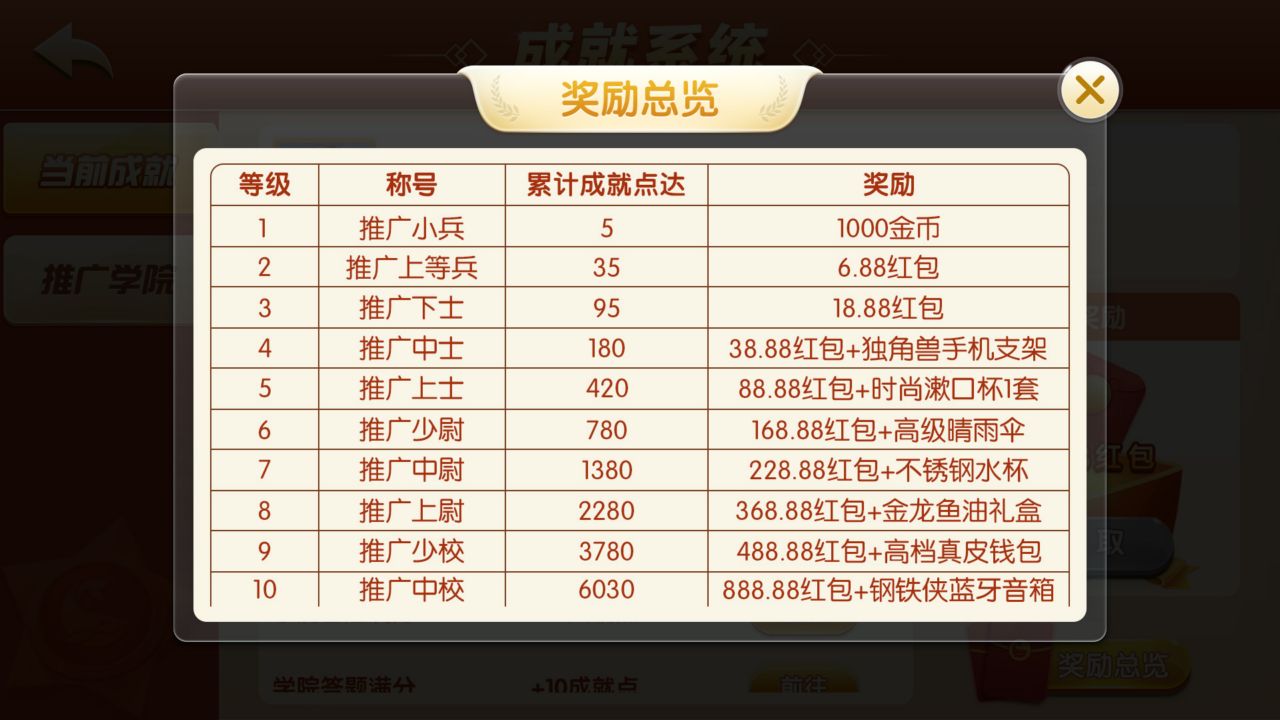 成就系统
奖励总览
当前成就
推广学院
等级 称号 累计成就点达 奖励
1 推广小兵 5 1000金币
2 推广上等兵 35 6.88红包
3 推广下士 95 18.88红包
4 推广中士 180 38.88红包+独角兽手机支架
5 推广上士 420 88.88红包+时尚漱口杯1套
6 推广少尉 780 168.88红包+高级晴雨伞
7 推广中尉 1380 228.88红包+不锈钢水杯
8 推广上尉 2280 368.88红包+金龙鱼油礼盒
9 推广少校 3780 488.88红包+高档真皮钱包
10 推广中校 6030 888.88红包+钢铁侠蓝牙音箱
奖励
红包
取
奖励总览
学院答题满分 +10成就点 前往